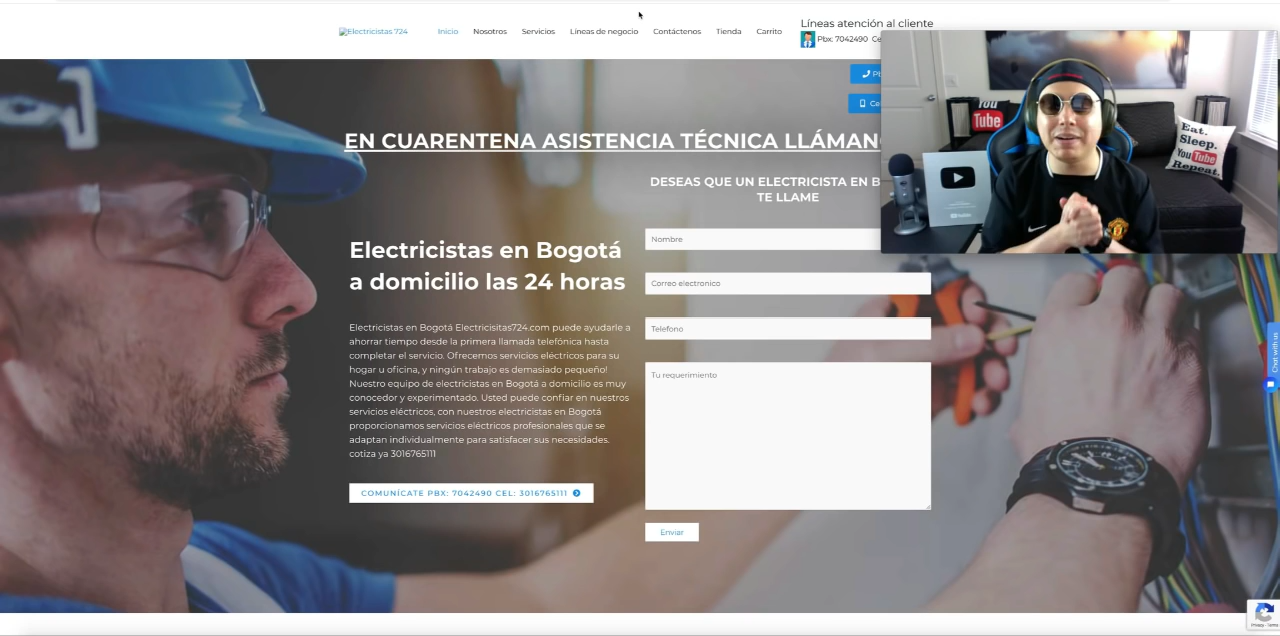 Electricistas 724
Inicio
Nosotros
Servicios
Líneas de negocio
Contáctenos
Tienda
Carrito
Líneas atención al cliente
Pbx: 7042490 Ce
EN CUARENTENA ASISTENCIA TÉCNICA LLÁMAN
DESEAS QUE UN ELECTRICISTA EN B
TE LLAME
Electricistas en Bogotá
a domicilio las 24 horas
Electricistas en Bogotá Electricisitas724.com puede ayudarle a
ahorrar tiempo desde la primera llamada telefónica hasta
completar el servicio. Ofrecemos servicios eléctricos para su
hogar u oficina, y ningún trabajo es demasiado pequeño!
Nuestro equipo de electricistas en Bogotá a domicilio es muy
conocedor y experimentado. Usted puede confiar en nuestros
servicios eléctricos, con nuestros electricistas en Bogotá
proporcionamos servicios eléctricos profesionales que se
adaptan individualmente para satisfacer sus necesidades.
cotiza ya 3016765111
COMUNÍCATE PBX: 7042490 CEL: 3016765111
Nombre
Correo electronico
Telefono
Tu requerimiento
Enviar
You
Tube
Eat.
Sleep.
YouTube
Repeat.
YouTube
Chat with us
Privacy - Terms